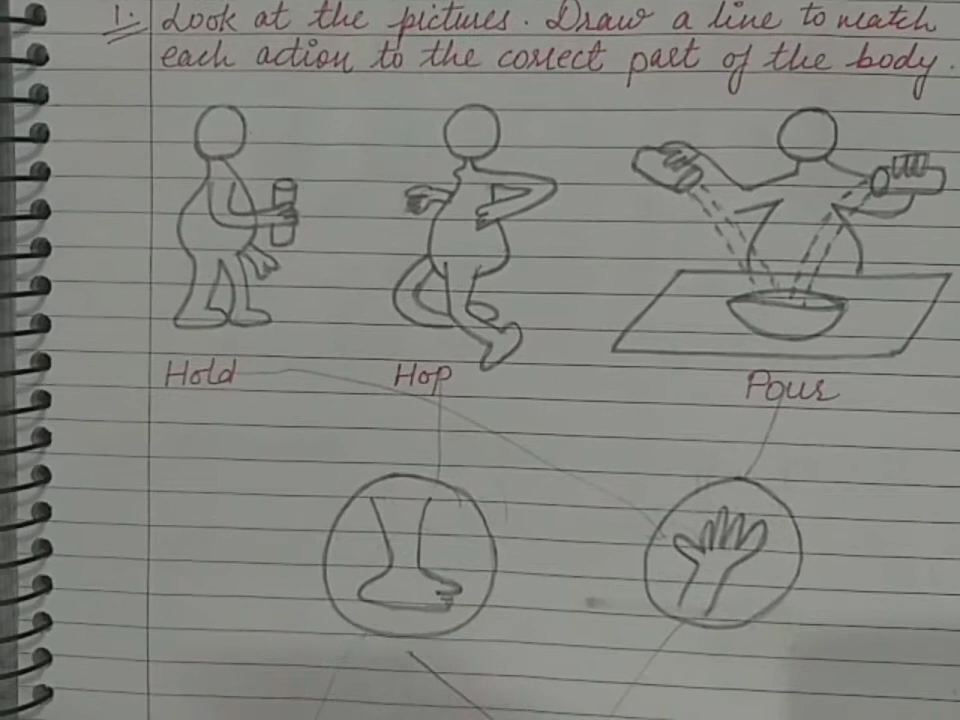 1. Look at the pictures. Draw a line to match
each action to the correct part of the body.
Hold Hop Pour